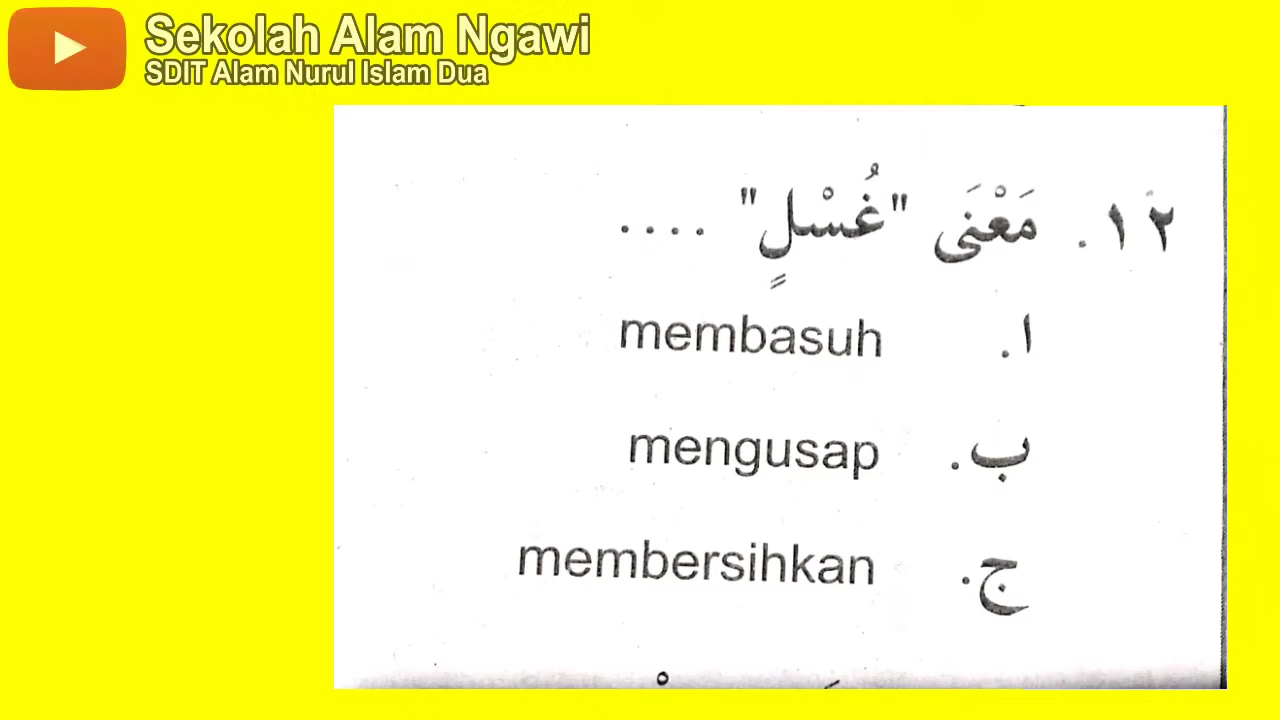 Sekolah Alam Ngawi
SDIT Alam Nurul Islam Dua
١٢. مَعْنَى "غُسْلٍ" ....
ا. membasuh
ب. mengusap
ج. membersihkan